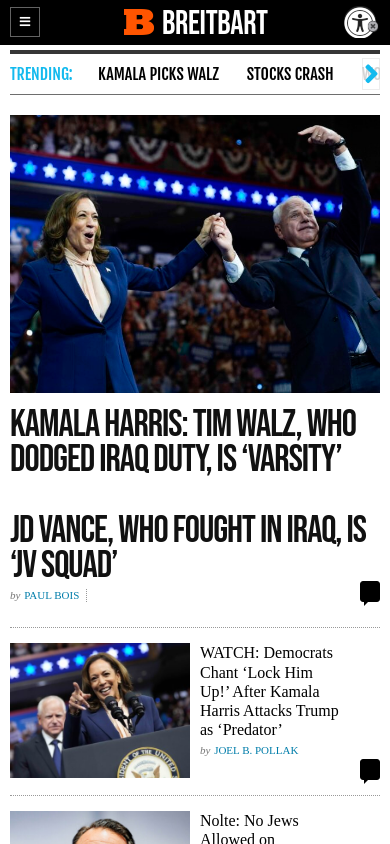 BREITBART
TRENDING:
KAMALA PICKS WALZ
STOCKS CRASH
KAMALA HARRIS: TIM WALZ, WHO
DODGED IRAQ DUTY, IS ‘VARSITY’
JD VANCE, WHO FOUGHT IN IRAQ, IS
‘JV SQUAD’
by PAUL BOIS
WATCH: Democrats
Chant ‘Lock Him
Up!’ After Kamala
Harris Attacks Trump
as ‘Predator’
by JOEL B. POLLAK
Nolte: No Jews
Allowed on